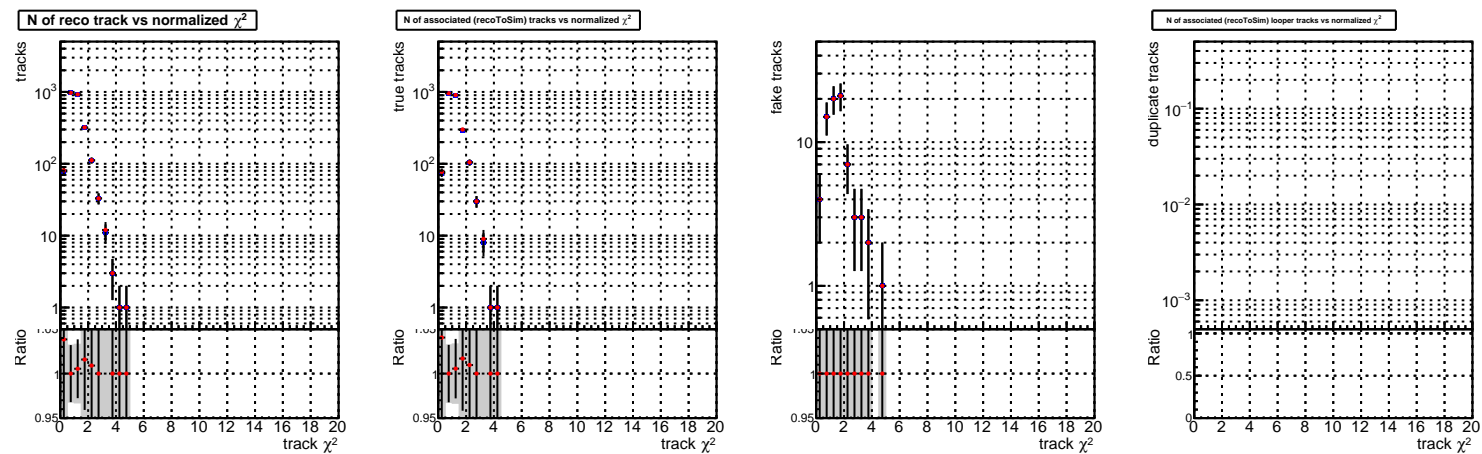 N of reco track vs normalized χ²
tracks
10³
10²
10
1
1.05
Ratio
1
0.95
0 2 4 6 8 10 12 14 16 18 20
track χ²
N of associated (recoToSim) tracks vs normalized χ²
true tracks
10³
10²
10
1
1.05
Ratio
1
0.95
0 2 4 6 8 10 12 14 16 18 20
track χ²
fake tracks
10
1
1.05
Ratio
1
0.95
0 2 4 6 8 10 12 14 16 18 20
track χ²
N of associated (recoToSim) looper tracks vs normalized χ²
duplicate tracks
10⁻¹
10⁻²
10⁻³
Ratio
1
0.5
0
0 2 4 6 8 10 12 14 16 18 20
track χ²